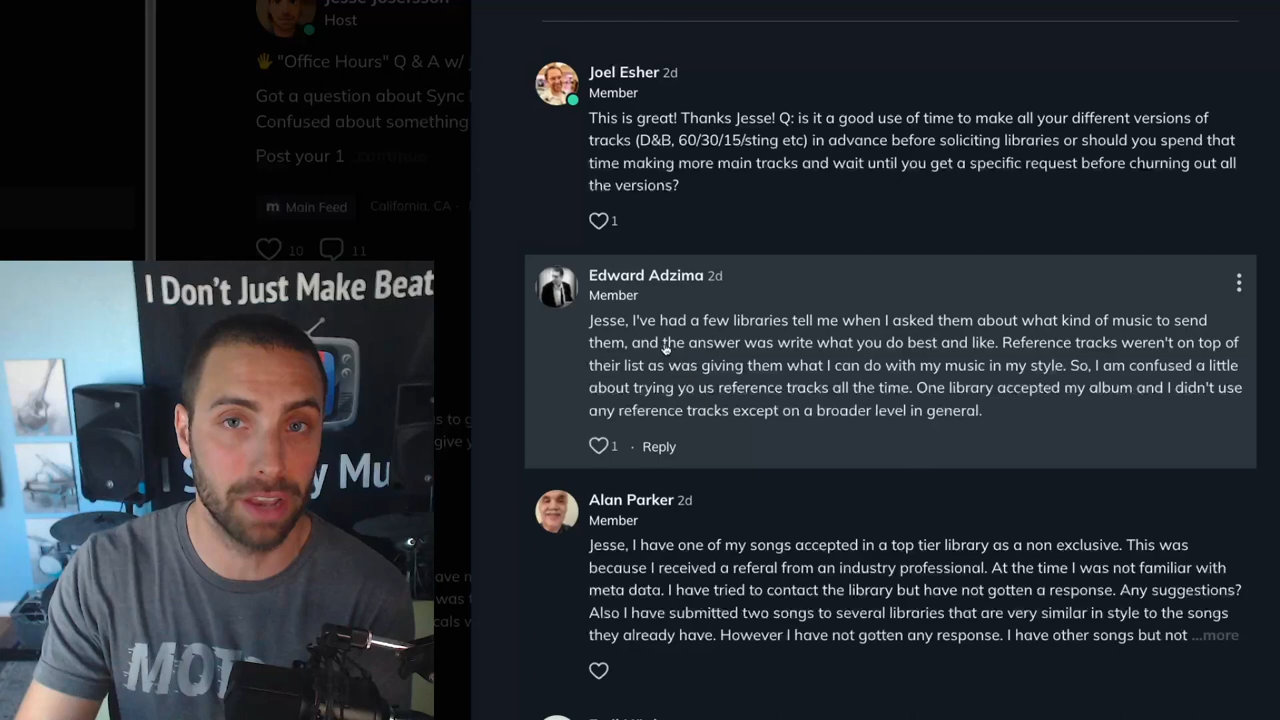 Host
"Office Hours" Q & A w/
Got a question about Sync
Confused about something
Post your 1
Main Feed
California, CA ·
10
11
Joel Esher 2d
Member
This is great! Thanks Jesse! Q: is it a good use of time to make all your different versions of
tracks (D&B, 60/30/15/sting etc) in advance before soliciting libraries or should you spend that
time making more main tracks and wait until you get a specific request before churning out all
the versions?
1
Edward Adzima 2d
Member
Jesse, I've had a few libraries tell me when I asked them about what kind of music to send
them, and the answer was write what you do best and like. Reference tracks weren't on top of
their list as was giving them what I can do with my music in my style. So, I am confused a little
about trying yo us reference tracks all the time. One library accepted my album and I didn't use
any reference tracks except on a broader level in general.
1 · Reply
Alan Parker 2d
Member
Jesse, I have one of my songs accepted in a top tier library as a non exclusive. This was
because I received a referal from an industry professional. At the time I was not familiar with
meta data. I have tried to contact the library but have not gotten a response. Any suggestions?
Also I have submitted two songs to several libraries that are very similar in style to the songs
they already have. However I have not gotten any response. I have other songs but not ...more
I Don't Just Make Beat
y Mu
MOT